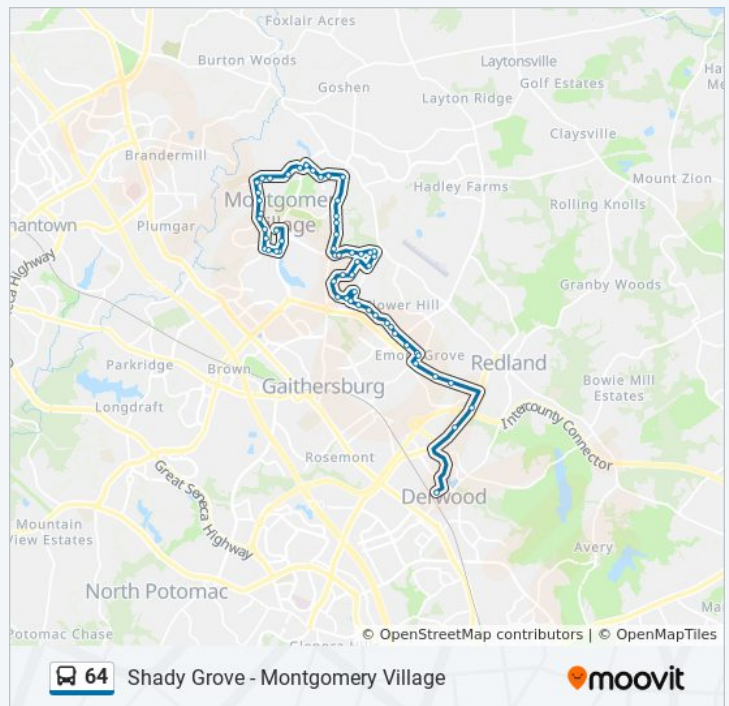 Foxlair Acres
Burton Woods
Laytonsville
Goshen
Golf Estates
Layton Ridge
Claysville
Brandermill
Mount Zion
Hadley Farms
Montgomery
Village
Rolling Knolls
Plumgar
mantown
Granby Woods
Flower Hill
Emory Grove
Redland
Parkridge
Brown
Gaithersburg
Bowie Mill
Estates
Longdraft
Intercounty Connector
Rosemont
Great Seneca Highway
Derwood
Mountain
View Estates
Avery
North Potomac
Potomac Chase
© OpenStreetMap contributors | © OpenMapTiles
64 Shady Grove - Montgomery Village
moovit